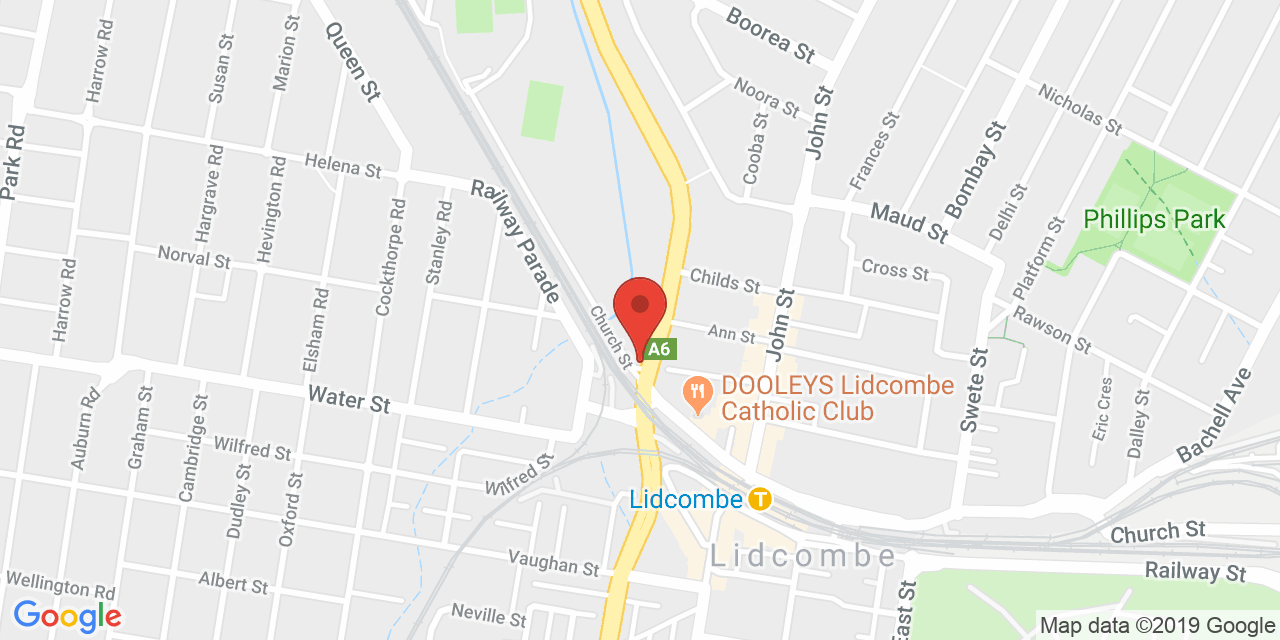 Boorea St
Harrow Rd
Marion St
Susan St
Queen St
Noora St
John St
Nicholas St
Park Rd
Cooba St
Frances St
Bombay St
Helena St
Railway Parade
Hargrave Rd
Hevington Rd
Cockthorpe Rd
Stanley Rd
Maud St
Delhi St
Phillips Park
Norval St
Harrow Rd
Childs St
Cross St
Platform St
Elsham Rd
Church St
John St
Ann St
Rawson St
A6
Water St
DOOLEYS Lidcombe
Catholic Club
Swete St
Eric Cres
Dalley St
Bachell Ave
Auburn Rd
Graham St
Cambridge St
Wilfred St
Wilfred St
Dudley St
Oxford St
Lidcombe
T
Church St
Lidcombe
Vaughan St
Railway St
Wellington Rd
Albert St
East St
Neville St
Google
Map data ©2019 Google